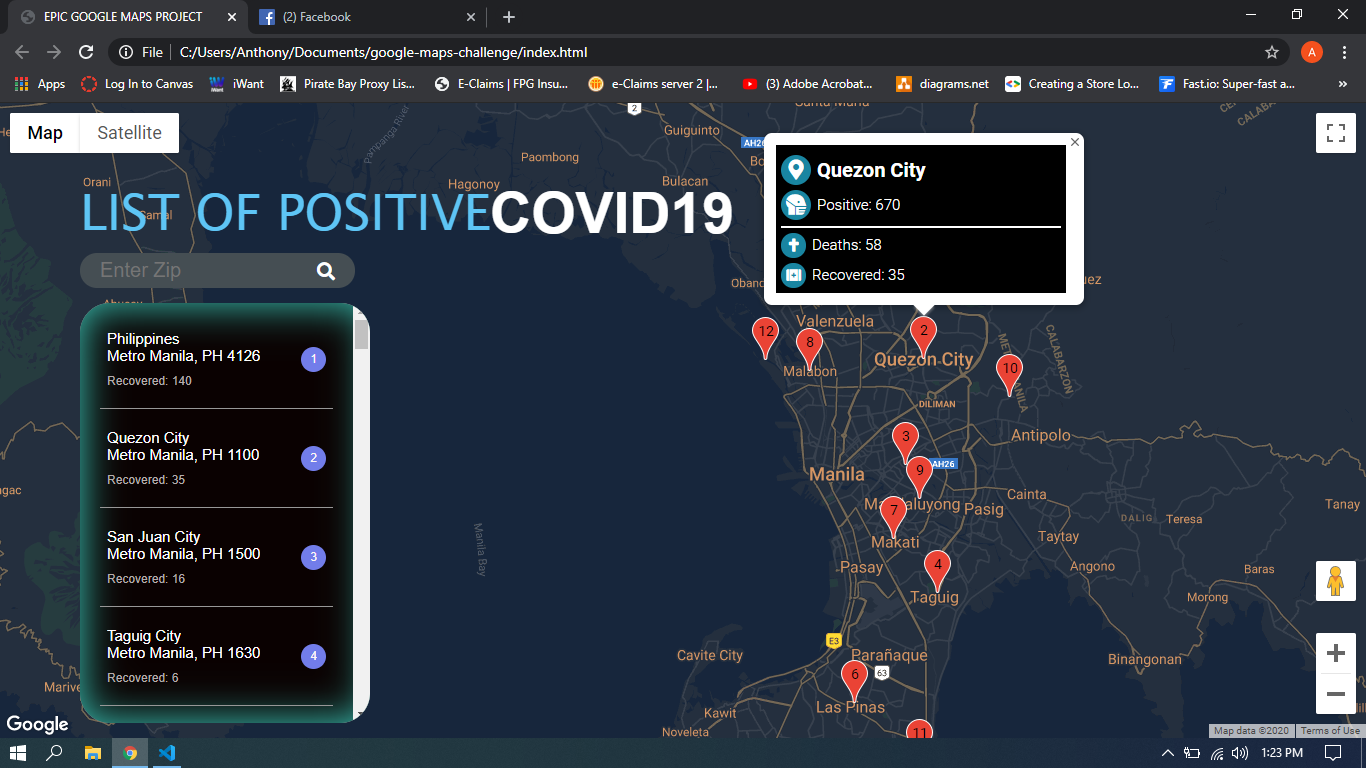 EPIC GOOGLE MAPS PROJECT
(2) Facebook
File
C:/Users/Anthony/Documents/google-maps-challenge/index.html
A
Apps
Log In to Canvas
iWant
Pirate Bay Proxy Lis...
E-Claims | FPG Insu...
e-Claims server 2 |...
(3) Adobe Acrobat...
diagrams.net
Creating a Store Lo...
Fast.io: Super-fast a...
Map
Satellite
2
Guiguinto
Pampanga River
Paombong
AH26
Orani
Hagonoy
Bulacan
Samal
LIST OF POSITIVECOVID19
Enter Zip
Philippines
Metro Manila, PH 4126
Recovered: 140
1
Quezon City
Metro Manila, PH 1100
Recovered: 35
2
San Juan City
Metro Manila, PH 1500
Recovered: 16
3
Taguig City
Metro Manila, PH 1630
Recovered: 6
4
Quezon City
Positive: 670
Deaths: 58
Recovered: 35
Valenzuela
12
8
Malabon
2
Quezon City
10
METRO MANILA
CALABARZON
DILIMAN
Antipolo
3
AH26
9
Manila
Mandaluyong
Pasig
Cainta
7
Makati
DALIG
Teresa
Tanay
Taytay
Manila Bay
Pasay
4
Taguig
Angono
Baras
Morong
E3
Cavite City
Parañaque
Binangonan
6
63
Las Pinas
Kawit
Noveleta
11
Google
Map data ©2020
Terms of Use
1:23 PM